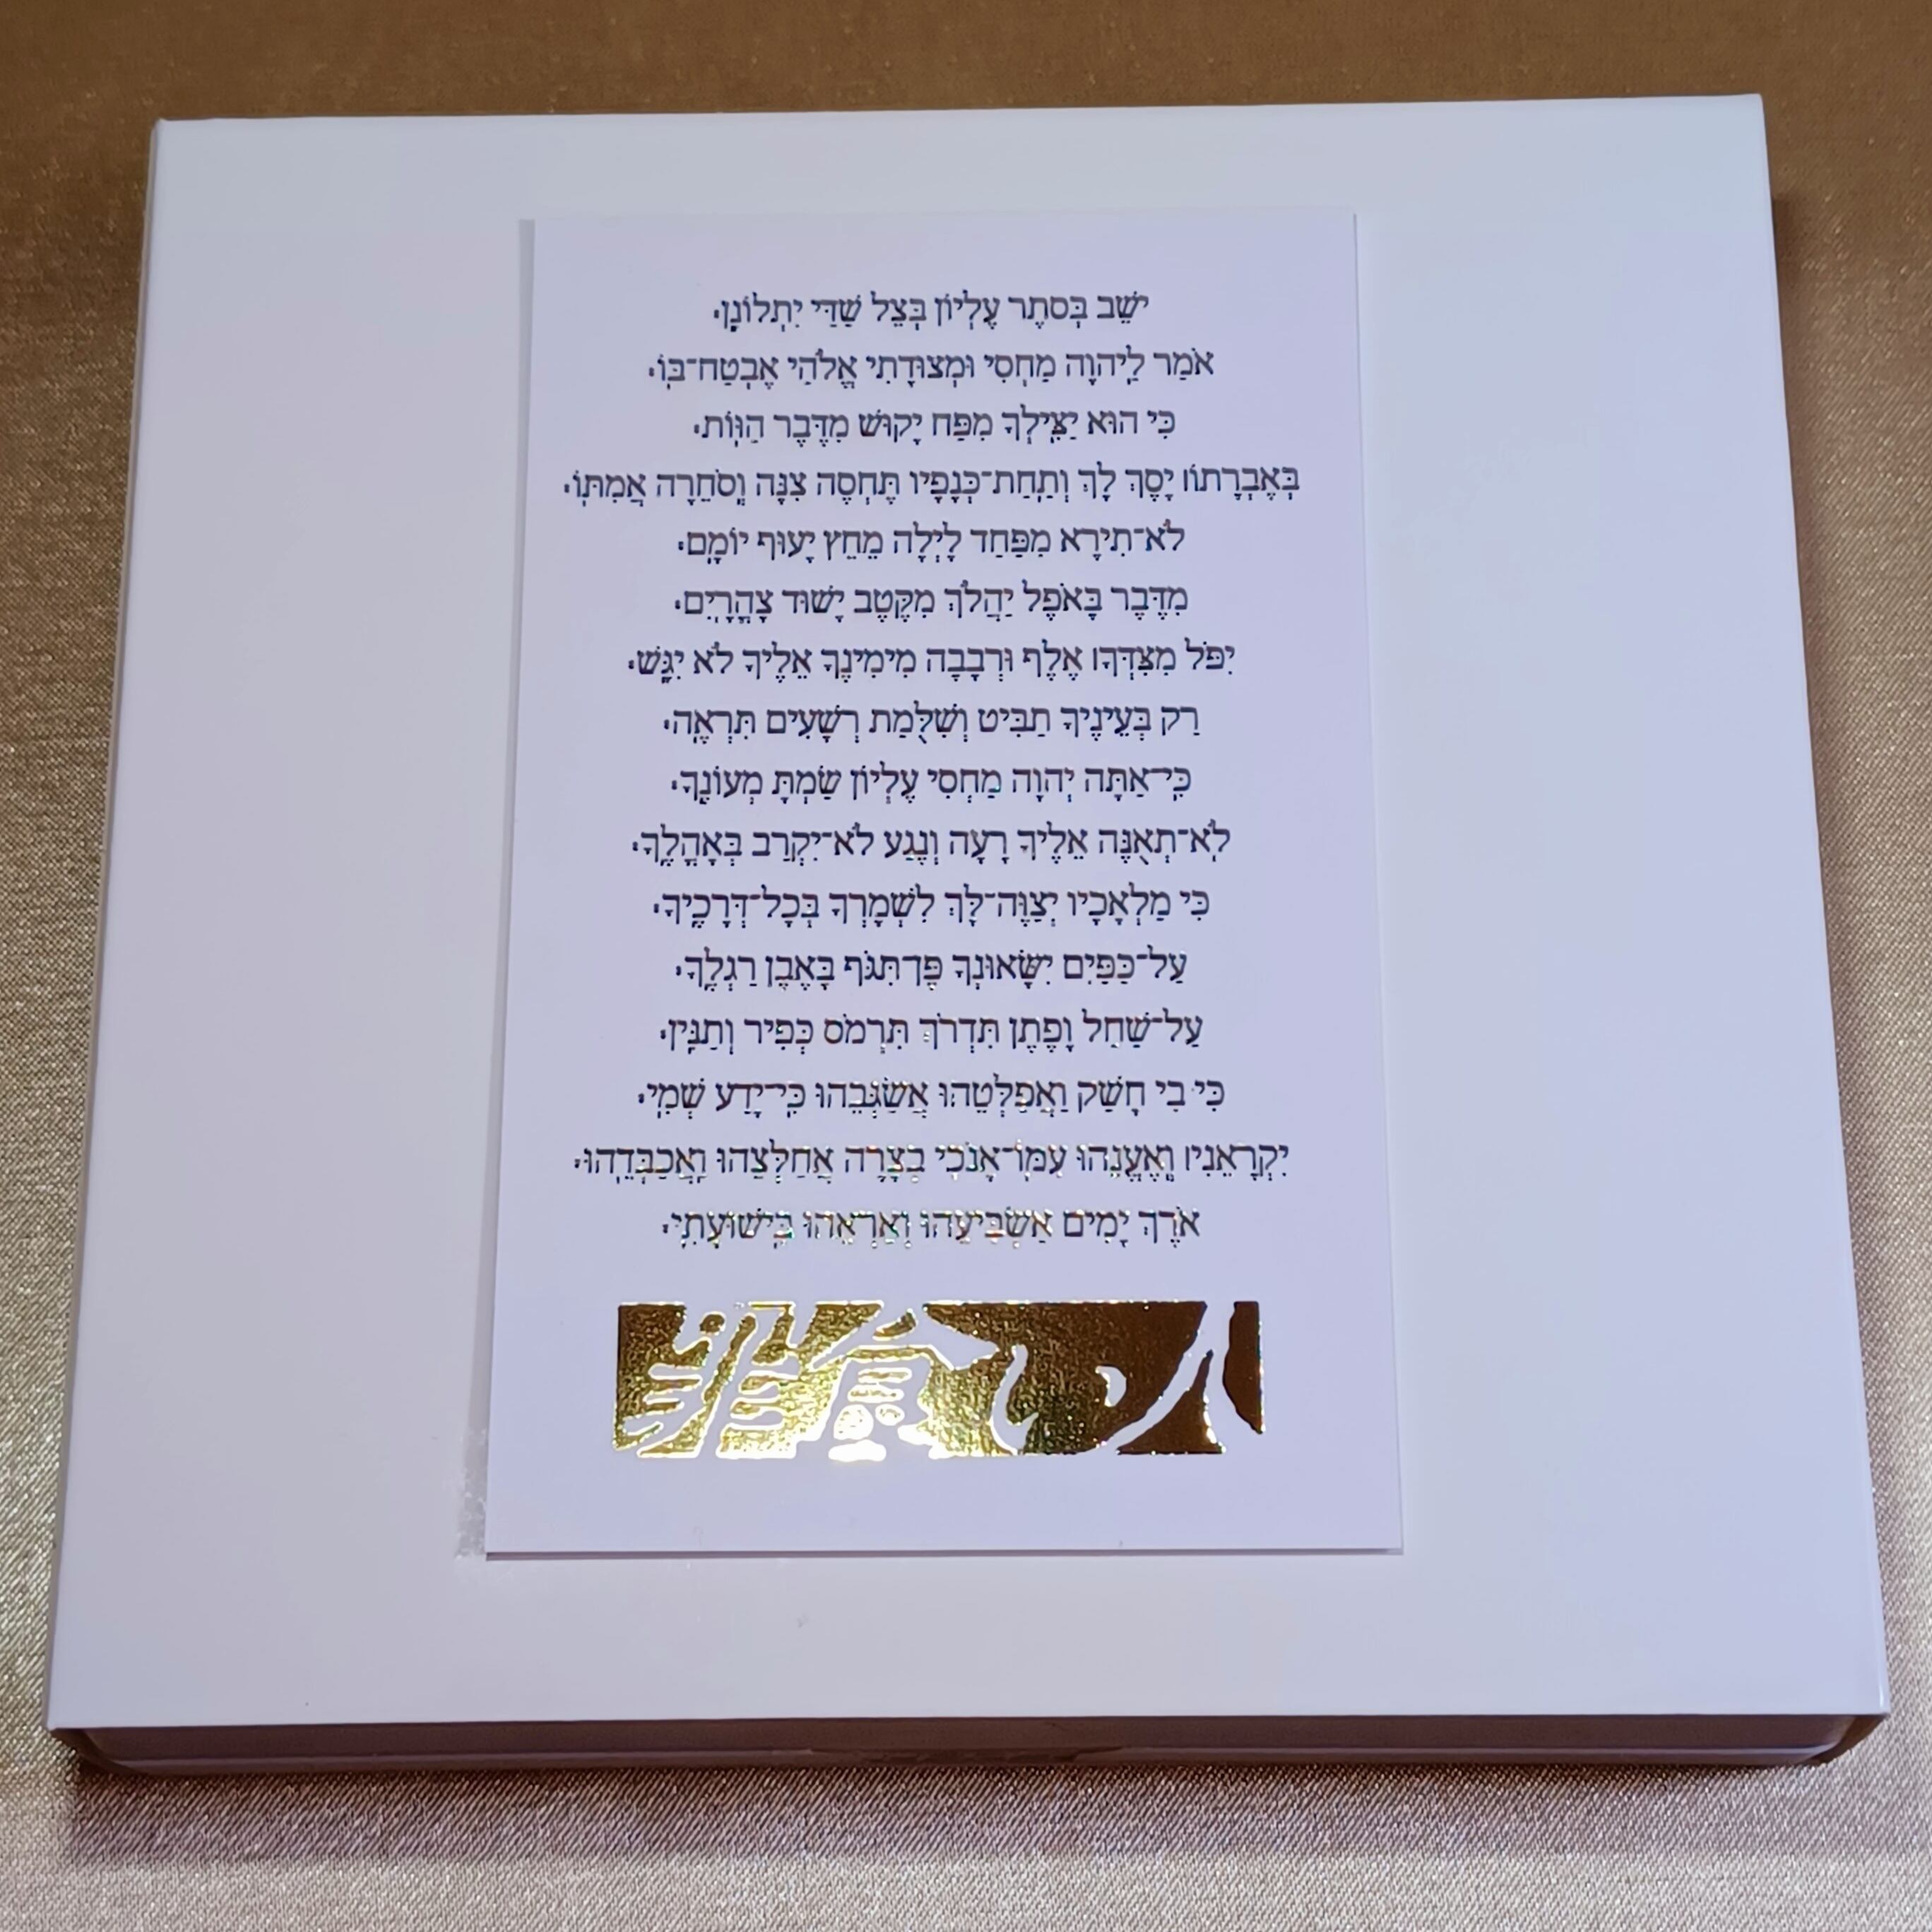 יֹשֵׁב בְּסֵתֶר עֶלְיוֹן בְּצֵל שַׁדַּי יִתְלוֹנָן׃
אֹמַר לַיהוָה מַחְסִי וּמְצוּדָתִי אֱלֹהַי אֶבְטַח־בּוֹ׃
כִּי הוּא יַצִּילְךָ מִפַּח יָקוּשׁ מִדֶּבֶר הַוּוֹת׃
בְּאֶבְרָתוֹ׀ יָסֶךְ לָךְ וְתַחַת־כְּנָפָיו תֶּחְסֶה צִנָּה וְסֹחֵרָה אֲמִתּוֹ׃
לֹא־תִירָא מִפַּחַד לָיְלָה מֵחֵץ יָעוּף יוֹמָם׃
מִדֶּבֶר בָּאֹפֶל יַהֲלֹךְ מִקֶּטֶב יָשׁוּד צָהֳרָיִם׃
יִפֹּל מִצִּדְּךָ׀ אֶלֶף וּרְבָבָה מִימִינֶךָ אֵלֶיךָ לֹא יִגָּשׁ׃
רַק בְּעֵינֶיךָ תַבִּיט וְשִׁלֻּמַת רְשָׁעִים תִּרְאֶה׃
כִּי־אַתָּה יְהוָה מַחְסִי עֶלְיוֹן שַׂמְתָּ מְעוֹנֶךָ׃
לֹא־תְאֻנֶּה אֵלֶיךָ רָעָה וְנֶגַע לֹא־יִקְרַב בְּאָהֳלֶךָ׃
כִּי מַלְאָכָיו יְצַוֶּה־לָּךְ לִשְׁמָרְךָ בְּכָל־דְּרָכֶיךָ׃
עַל־כַּפַּיִם יִשָּׂאוּנְךָ פֶּן־תִּגֹּף בָּאֶבֶן רַגְלֶךָ׃
עַל־שַׁחַל וָפֶתֶן תִּדְרֹךְ תִּרְמֹס כְּפִיר וְתַנִּין׃
כִּי בִי חָשַׁק וַאֲפַלְּטֵהוּ אֲשַׂגְּבֵהוּ כִּי־יָדַע שְׁמִי׃
יִקְרָאֵנִי׀ וְאֶעֱנֵהוּ עִמּוֹ־אָנֹכִי בְצָרָה אֲחַלְּצֵהוּ וַאֲכַבְּדֵהוּ׃
אֹרֶךְ יָמִים אַשְׂבִּיעֵהוּ וְאַרְאֵהוּ בִּישׁוּעָתִי׃